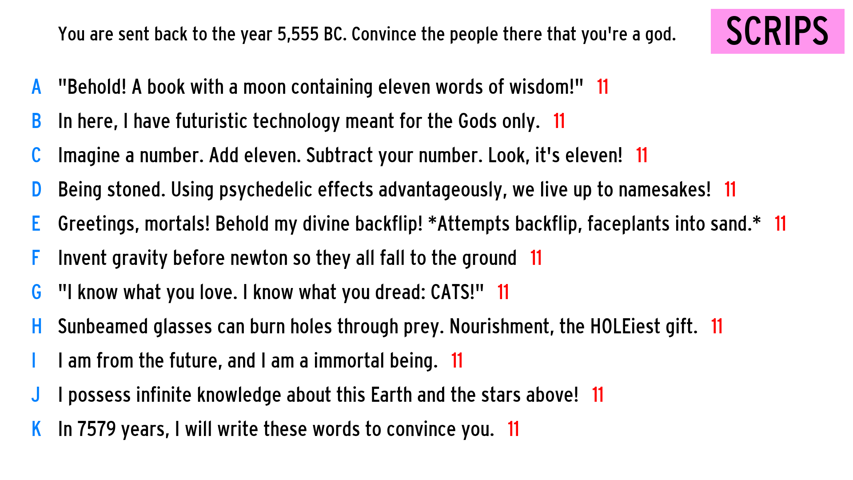 You are sent back to the year 5,555 BC. Convince the people there that you're a god.
SCRIPS
A "Behold! A book with a moon containing eleven words of wisdom!" 11
B In here, I have futuristic technology meant for the Gods only. 11
C Imagine a number. Add eleven. Subtract your number. Look, it's eleven! 11
D Being stoned. Using psychedelic effects advantageously, we live up to namesakes! 11
E Greetings, mortals! Behold my divine backflip! *Attempts backflip, faceplants into sand.* 11
F Invent gravity before newton so they all fall to the ground 11
G "I know what you love. I know what you dread: CATS!" 11
H Sunbeamed glasses can burn holes through prey. Nourishment, the HOLEiest gift. 11
I I am from the future, and I am a immortal being. 11
J I possess infinite knowledge about this Earth and the stars above! 11
K In 7579 years, I will write these words to convince you. 11